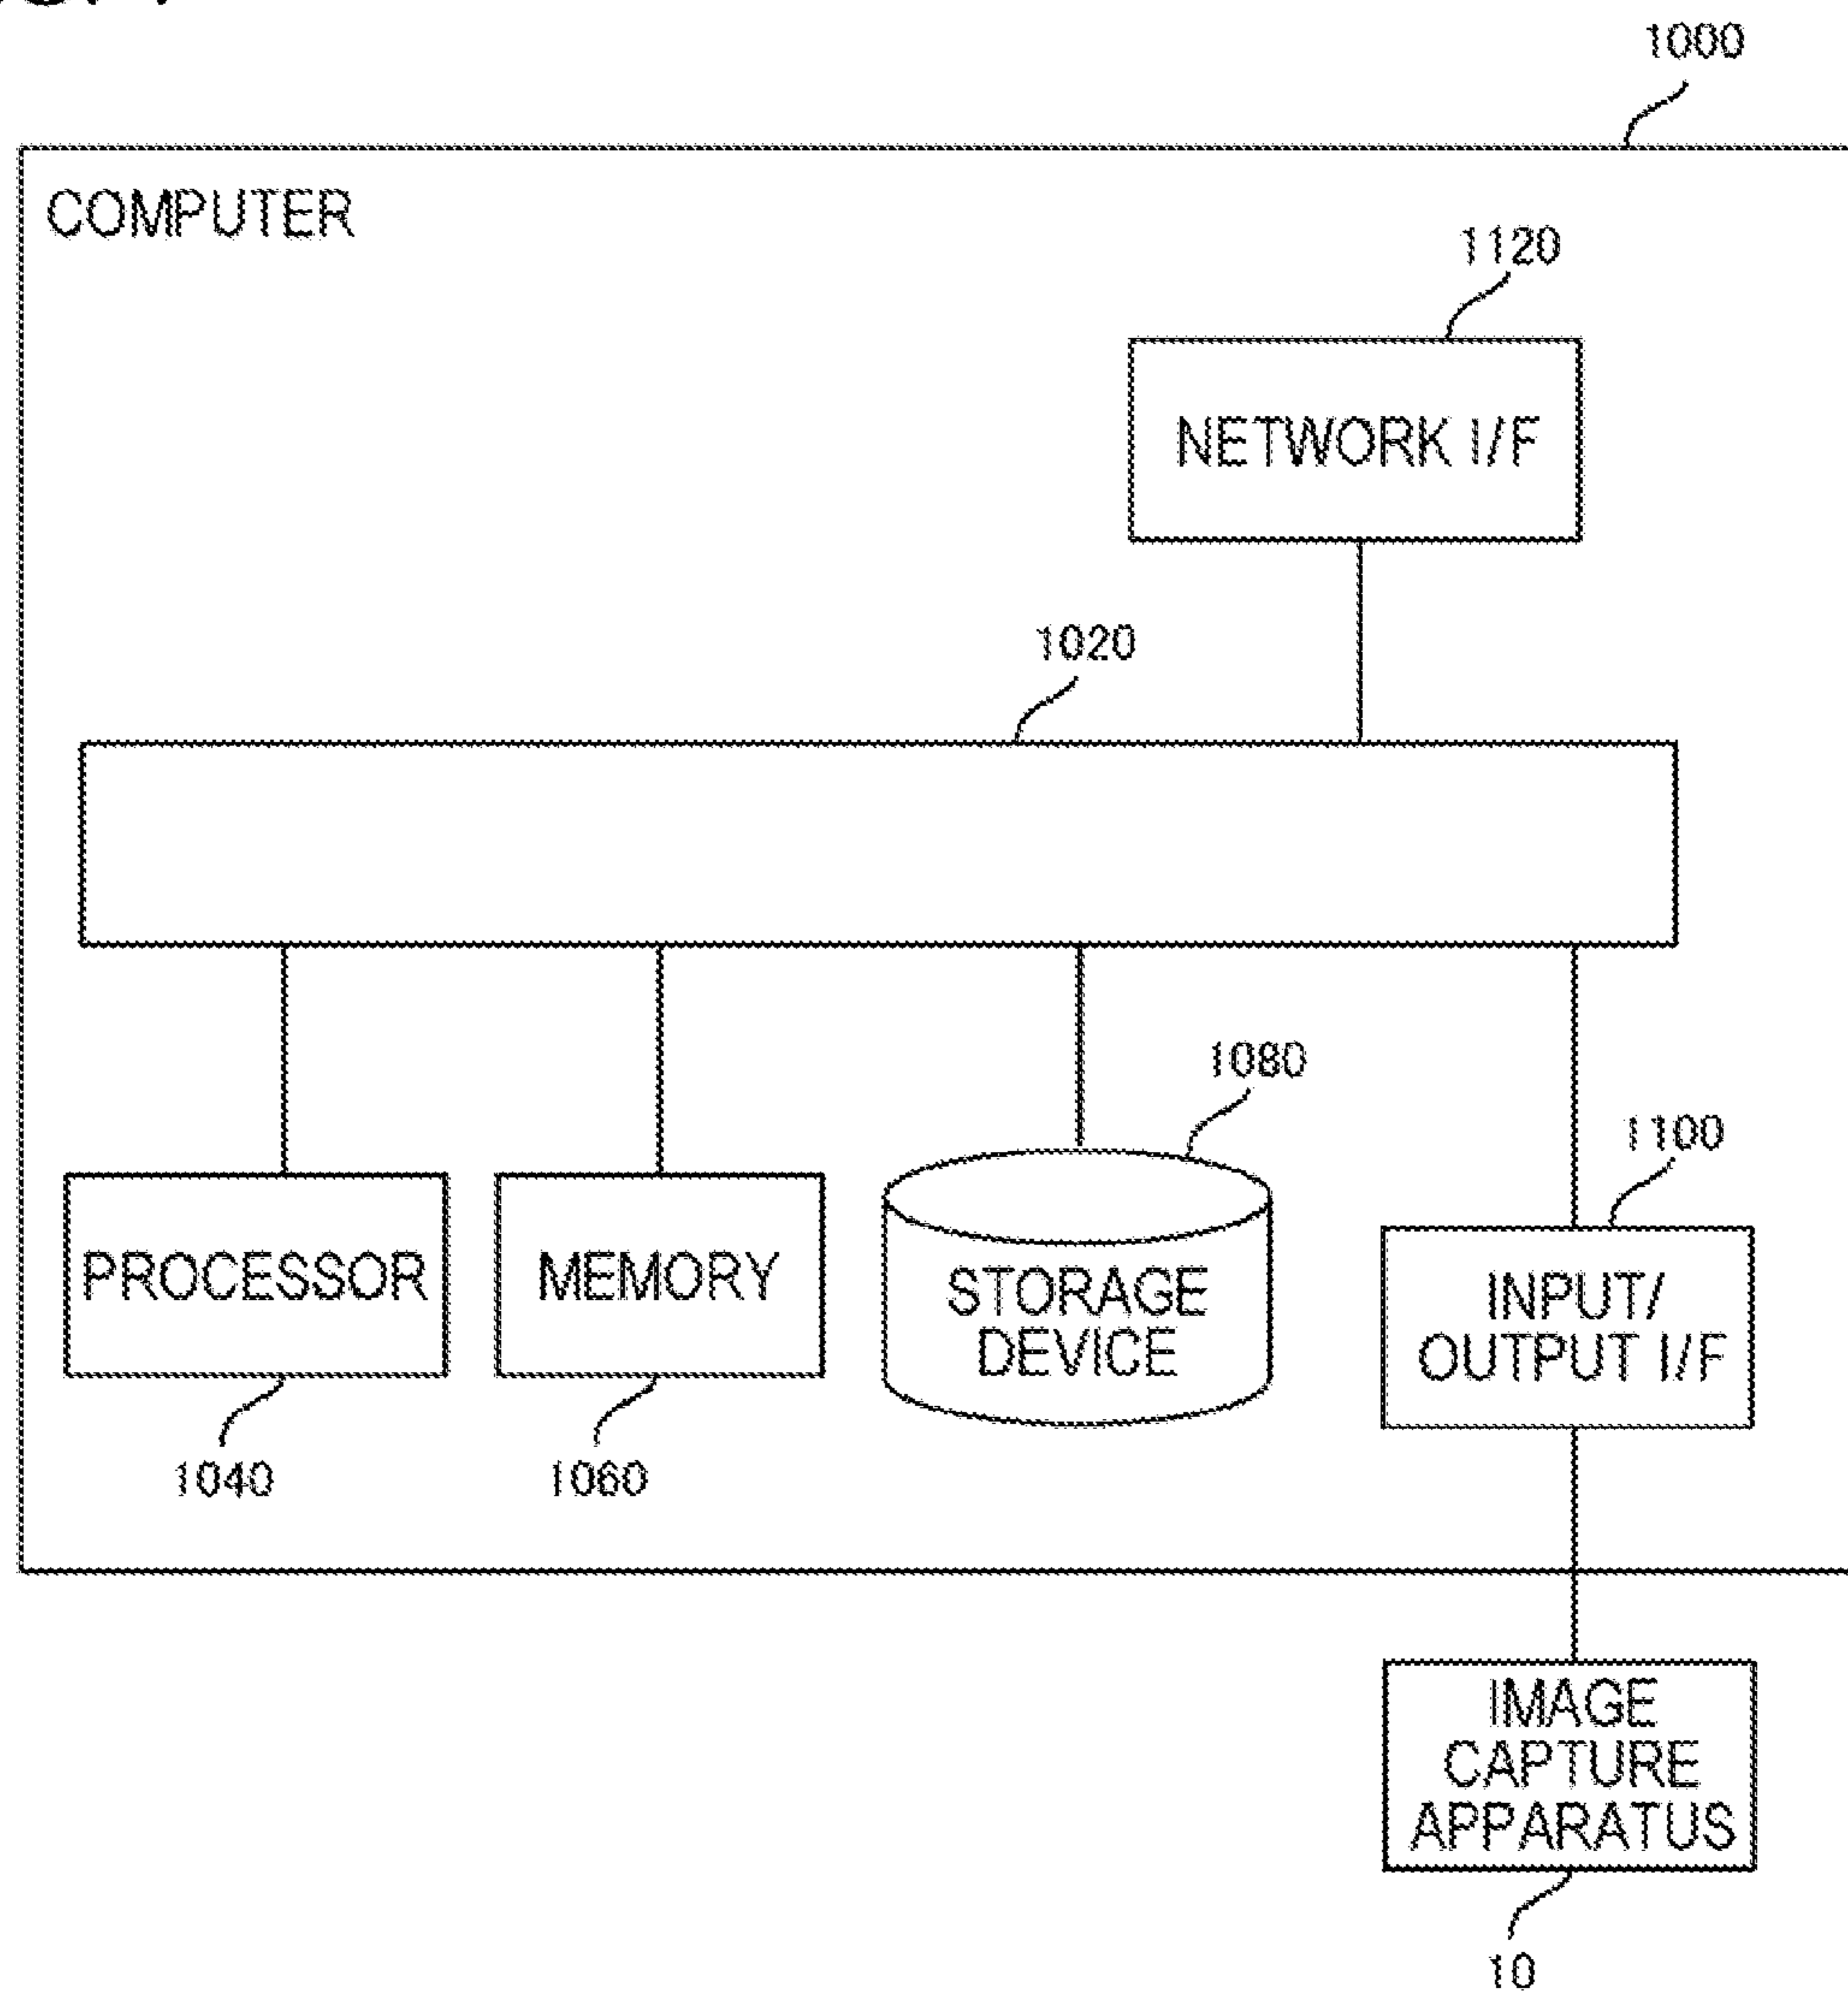 1000
COMPUTER
1120
NETWORK I/F
1020
1080
1100
PROCESSOR
MEMORY
STORAGE
DEVICE
INPUT/
OUTPUT I/F
1040
1060
IMAGE
CAPTURE
APPARATUS
10